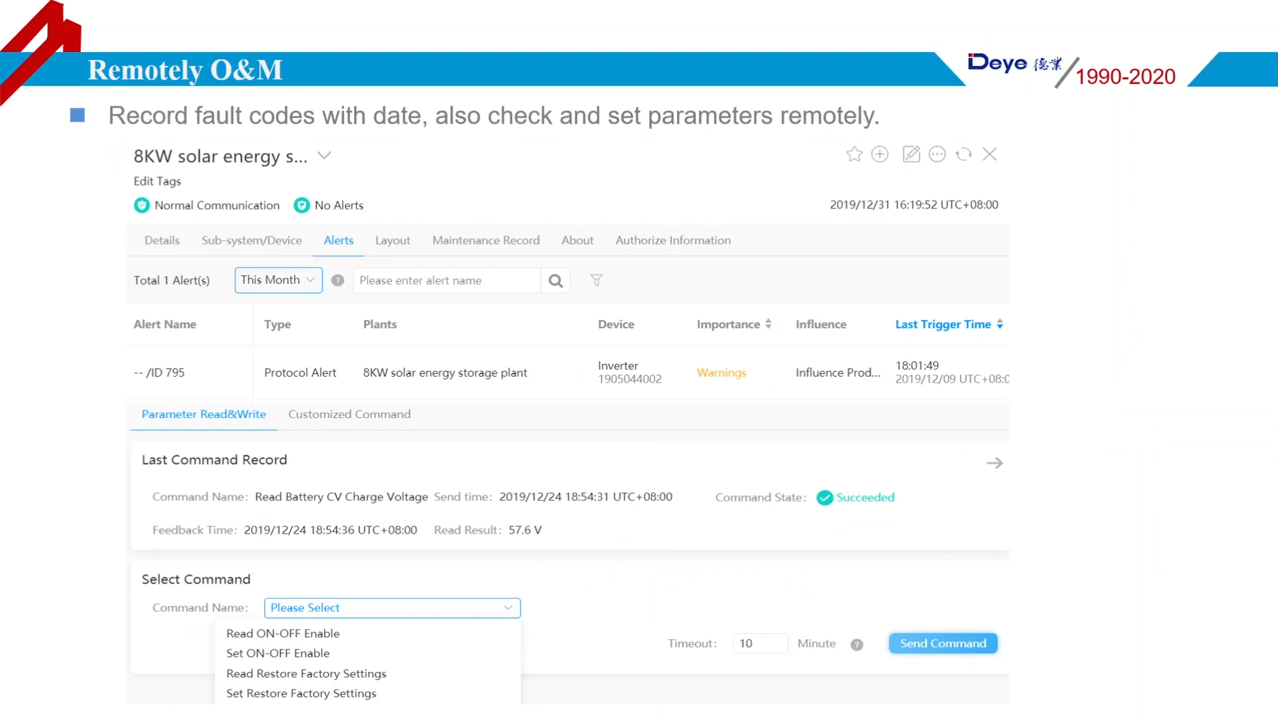 Remotely O&M
Deye 德業
1990-2020
Record fault codes with date, also check and set parameters remotely.
8KW solar energy s...
Edit Tags
Normal Communication No Alerts 2019/12/31 16:19:52 UTC+08:00
Details Sub-system/Device Alerts Layout Maintenance Record About Authorize Information
Total 1 Alert(s) This Month ? Please enter alert name
Alert Name Type Plants Device Importance Influence Last Trigger Time
-- /ID 795 Protocol Alert 8KW solar energy storage plant Inverter Warnings Influence Prod... 18:01:49
1905044002 2019/12/09 UTC+08:0
Parameter Read&Write Customized Command
Last Command Record
Command Name: Read Battery CV Charge Voltage Send time: 2019/12/24 18:54:31 UTC+08:00 Command State: Succeeded
Feedback Time: 2019/12/24 18:54:36 UTC+08:00 Read Result: 57.6 V
Select Command
Command Name: Please Select
Read ON-OFF Enable
Set ON-OFF Enable
Read Restore Factory Settings
Set Restore Factory Settings
Timeout: 10 Minute ? Send Command